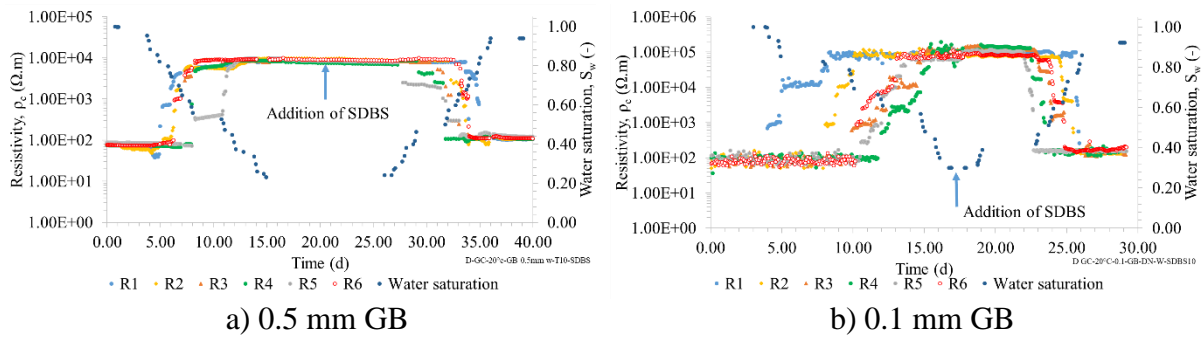 Resistivity, ρc (Ω.m)
1.00E+05
1.00E+04
1.00E+03
1.00E+02
1.00E+01
1.00E+00
1.00
0.80
0.60
0.40
0.20
0.00
Water saturation, Sw (-)
Addition of SDBS
0.00 5.00 10.00 15.00 20.00 25.00 30.00 35.00 40.00
Time (d)
D-GC-20°c-GB 0.5mm w-T10-SDBS
R1 R2 R3 R4 R5 R6 Water saturation
a) 0.5 mm GB
Resistivity, ρc (Ω.m)
1.00E+06
1.00E+05
1.00E+04
1.00E+03
1.00E+02
1.00E+01
1.00E+00
1.00
0.80
0.60
0.40
0.20
0.00
Water saturation, Sw (-)
Addition of SDBS
0.00 5.00 10.00 15.00 20.00 25.00 30.00
Time (d)
D GC-20°C-0.1-GB-DN-W-SDBS10
R1 R2 R3 R4 R5 R6 Water saturation
b) 0.1 mm GB